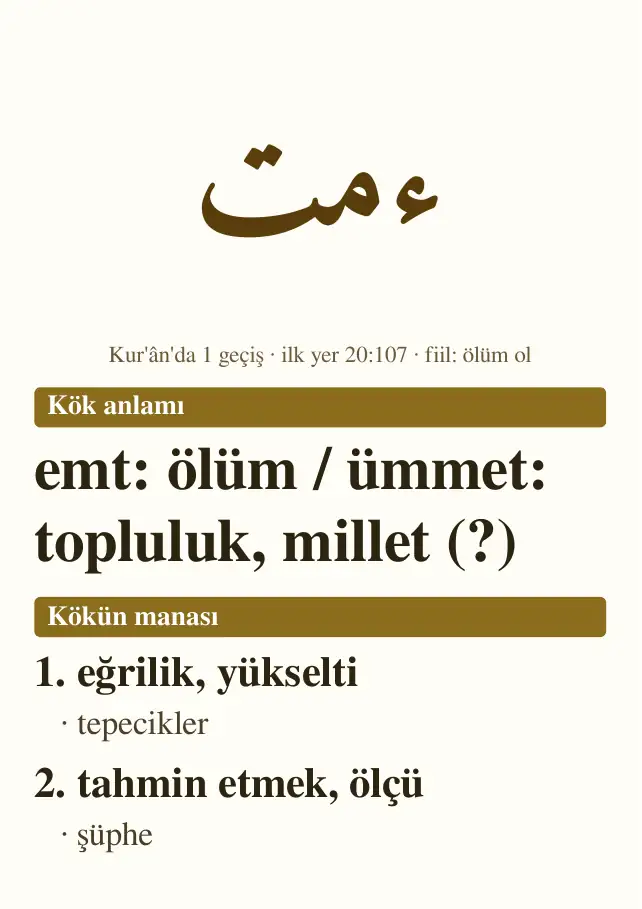 ءمت
Kur'ân'da 1 geçiş · ilk yer 20:107 · fiil: ölüm ol
Kök anlamı
emt: ölüm / ümmet:
topluluk, millet (?)
Kökün manası
1. eğrilik, yükselti
· tepecikler
2. tahmin etmek, ölçü
· şüphe